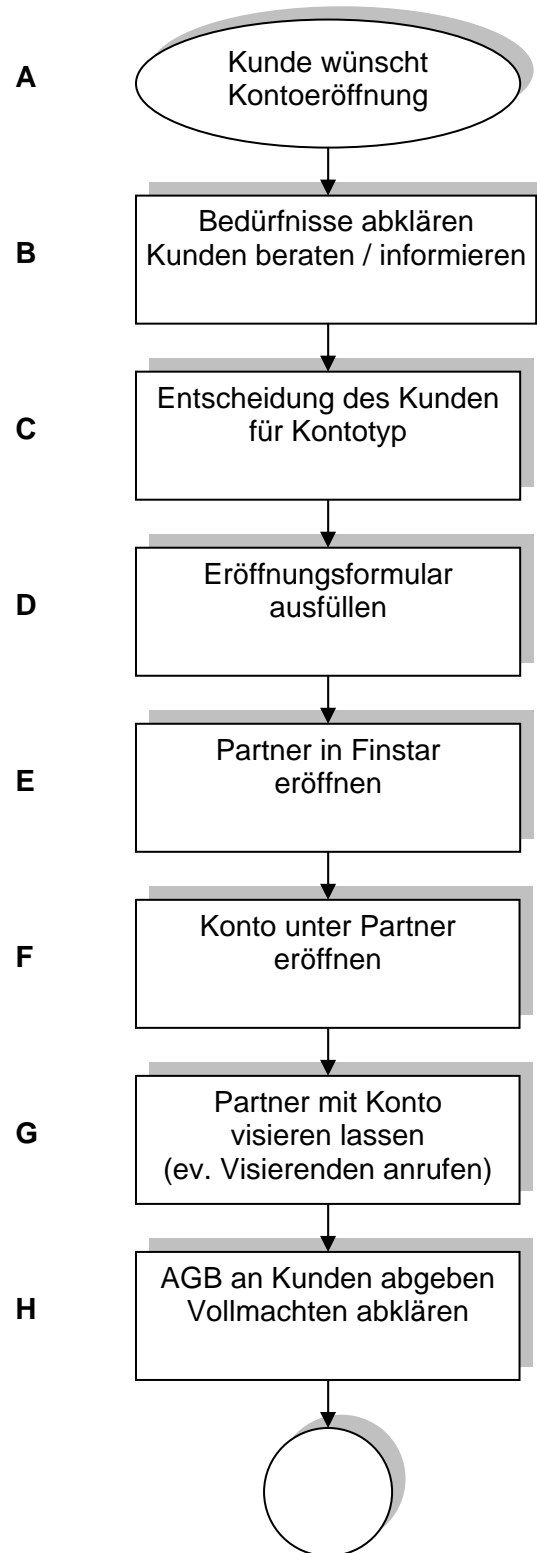 A
Kunde wünscht
Kontoeröffnung
B
Bedürfnisse abklären
Kunden beraten / informieren
C
Entscheidung des Kunden
für Kontotyp
D
Eröffnungsformular
ausfüllen
E
Partner in Finstar
eröffnen
F
Konto unter Partner
eröffnen
G
Partner mit Konto
visieren lassen
(ev. Visierenden anrufen)
H
AGB an Kunden abgeben
Vollmachten abklären